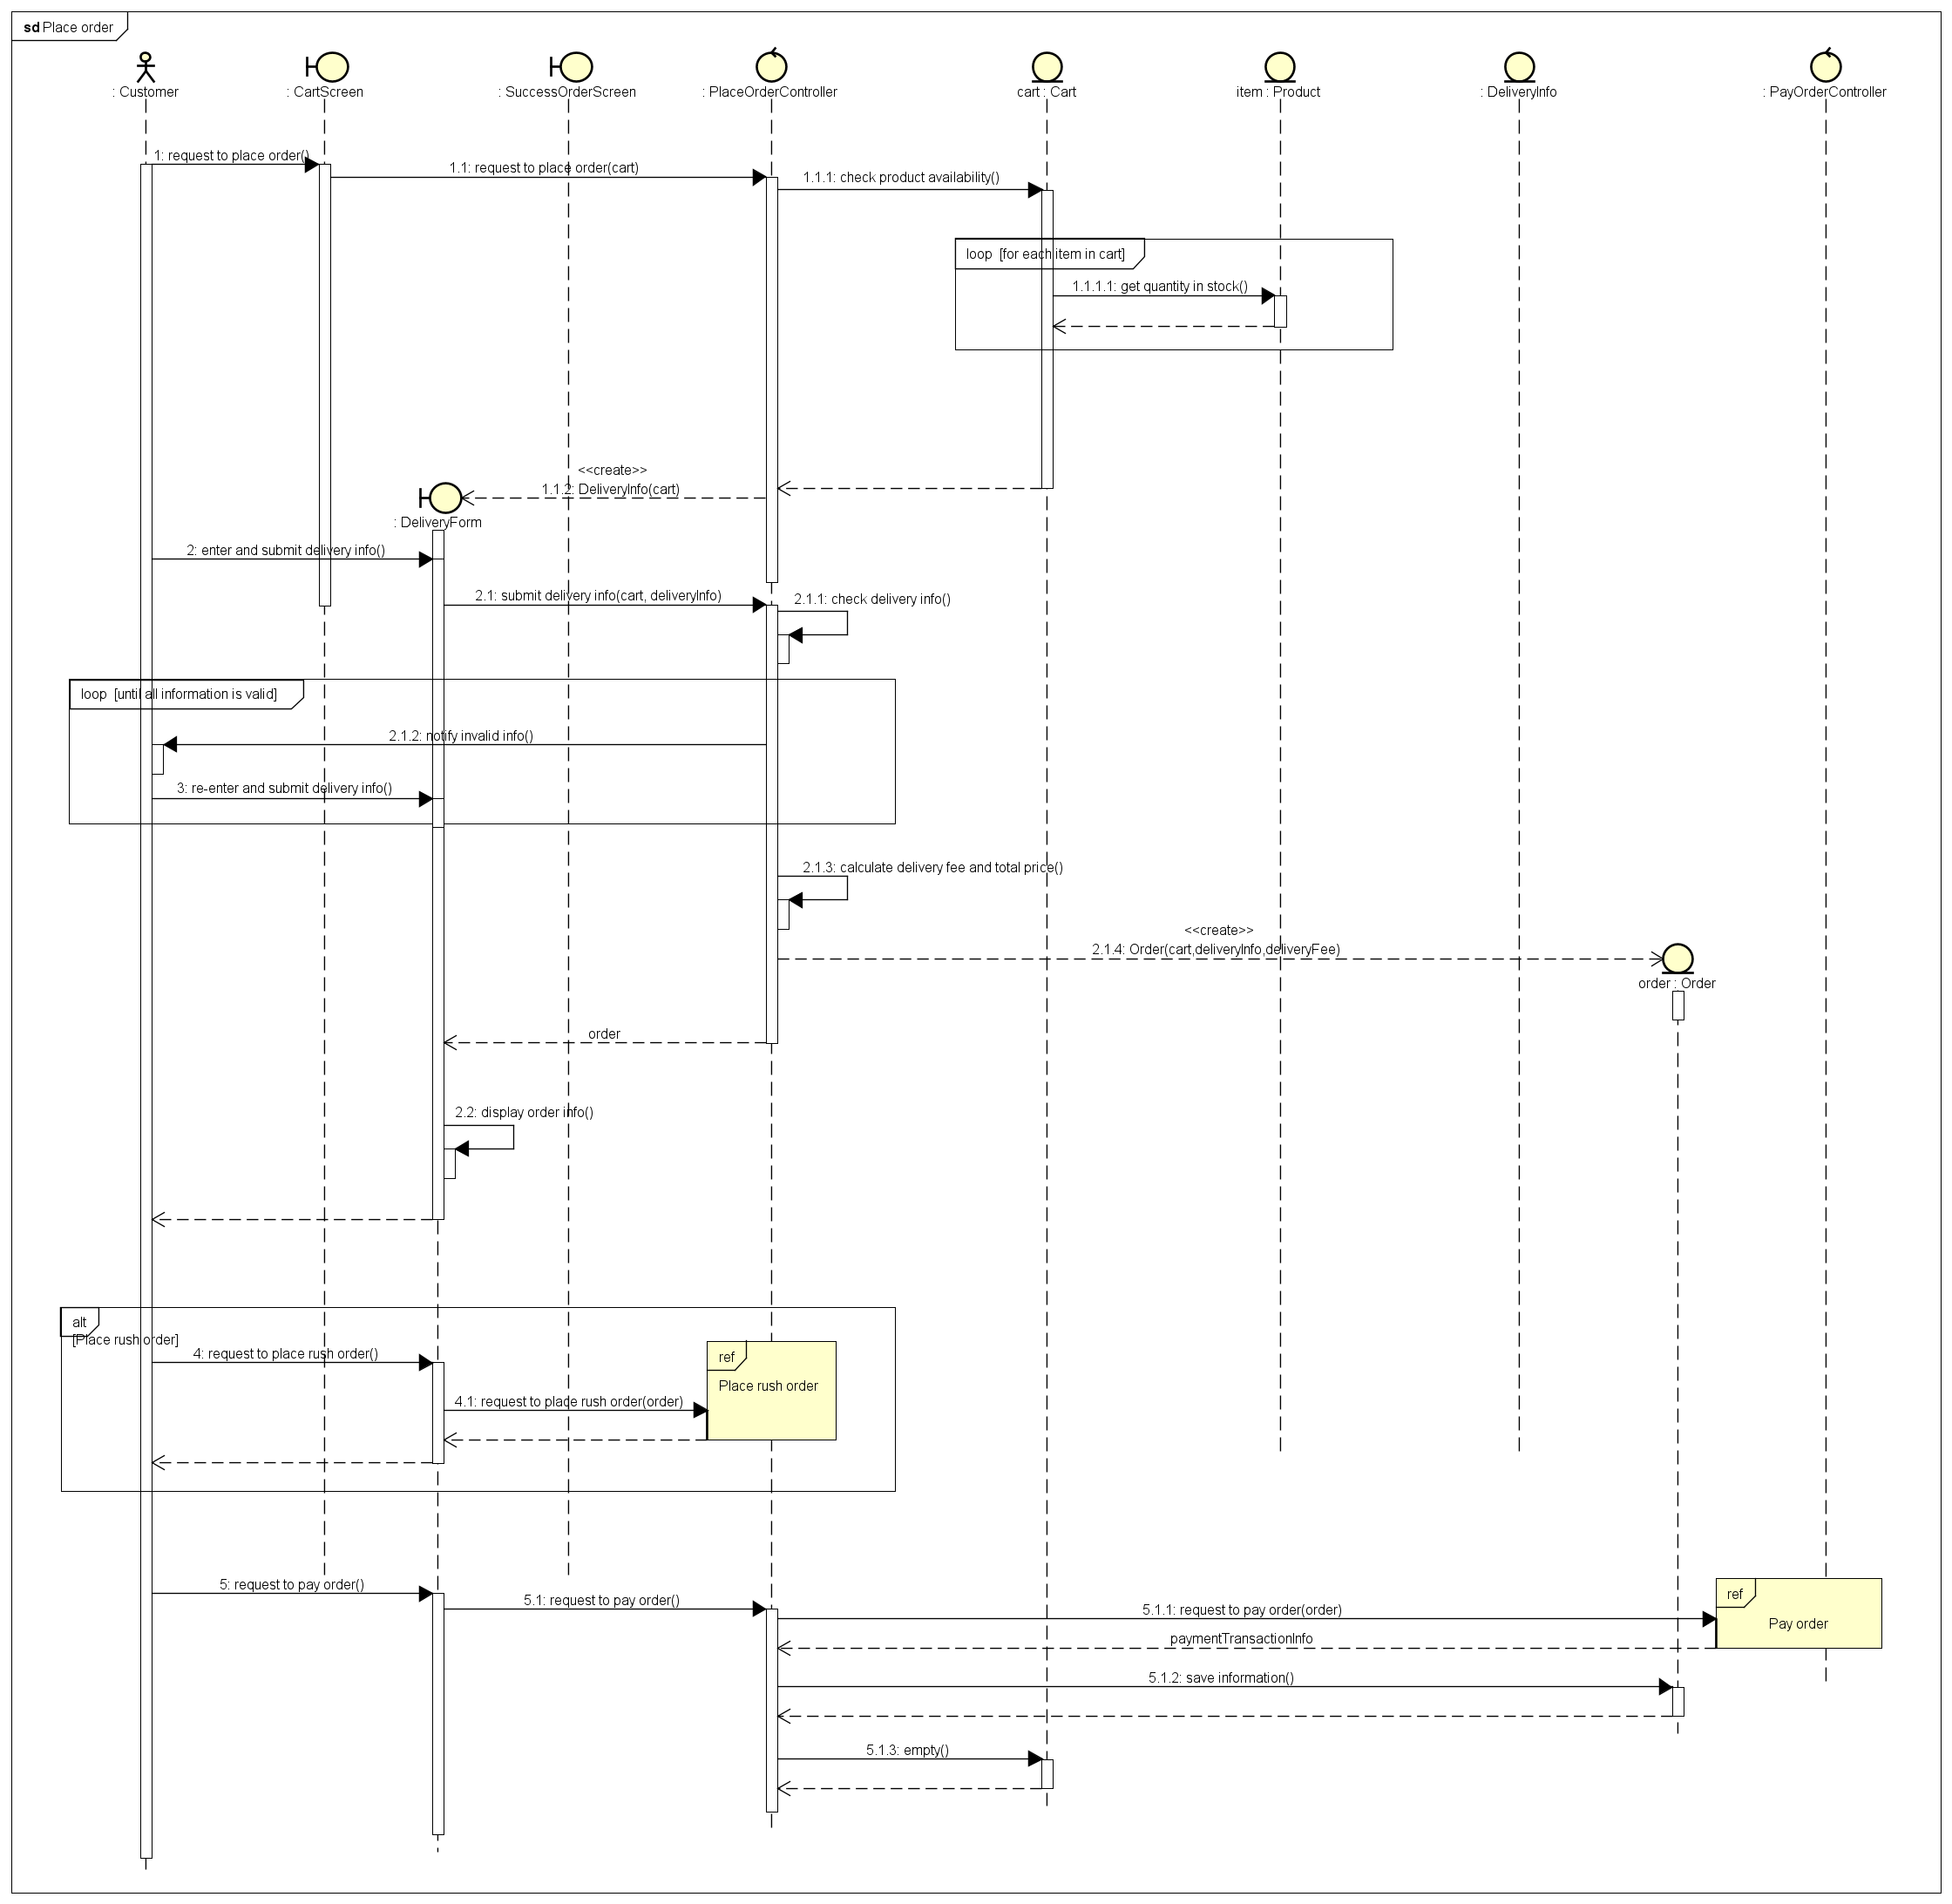 sd Place order
: Customer
: CartScreen
: SuccessOrderScreen
: PlaceOrderController
cart : Cart
item : Product
: DeliveryInfo
: PayOrderController
1: request to place order()
1.1: request to place order(cart)
1.1.1: check product availability()
loop [for each item in cart]
1.1.1.1: get quantity in stock()
<<create>>
1.1.2: DeliveryInfo(cart)
: DeliveryForm
2: enter and submit delivery info()
2.1: submit delivery info(cart, deliveryInfo)
2.1.1: check delivery info()
loop [until all information is valid]
2.1.2: notify invalid info()
3: re-enter and submit delivery info()
2.1.3: calculate delivery fee and total price()
<<create>>
2.1.4: Order(cart,deliveryInfo,deliveryFee)
order : Order
order
2.2: display order info()
alt
[Place rush order]
4: request to place rush order()
ref
Place rush order
4.1: request to place rush order(order)
5: request to pay order()
5.1: request to pay order()
5.1.1: request to pay order(order)
ref
Pay order
paymentTransactionInfo
5.1.2: save information()
5.1.3: empty()